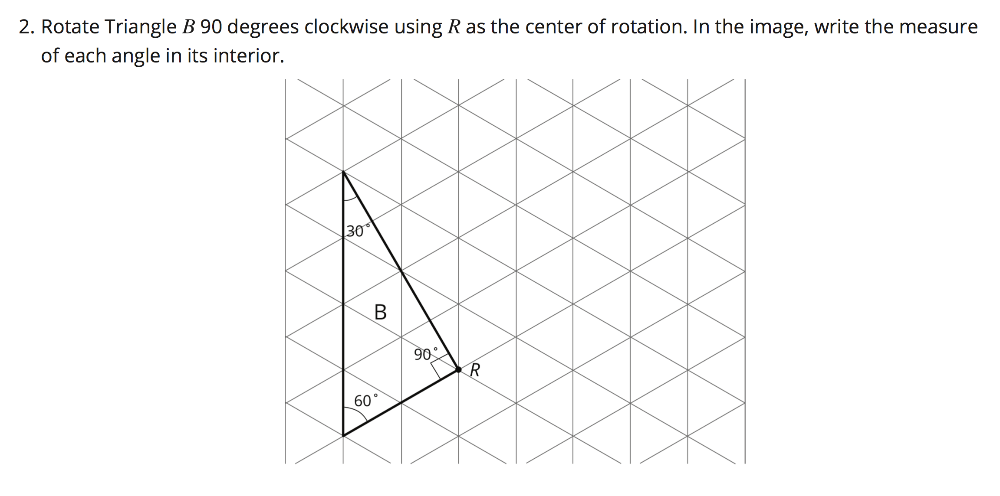 2. Rotate Triangle B 90 degrees clockwise using R as the center of rotation. In the image, write the measure
of each angle in its interior.
30°
B
90°
R
60°